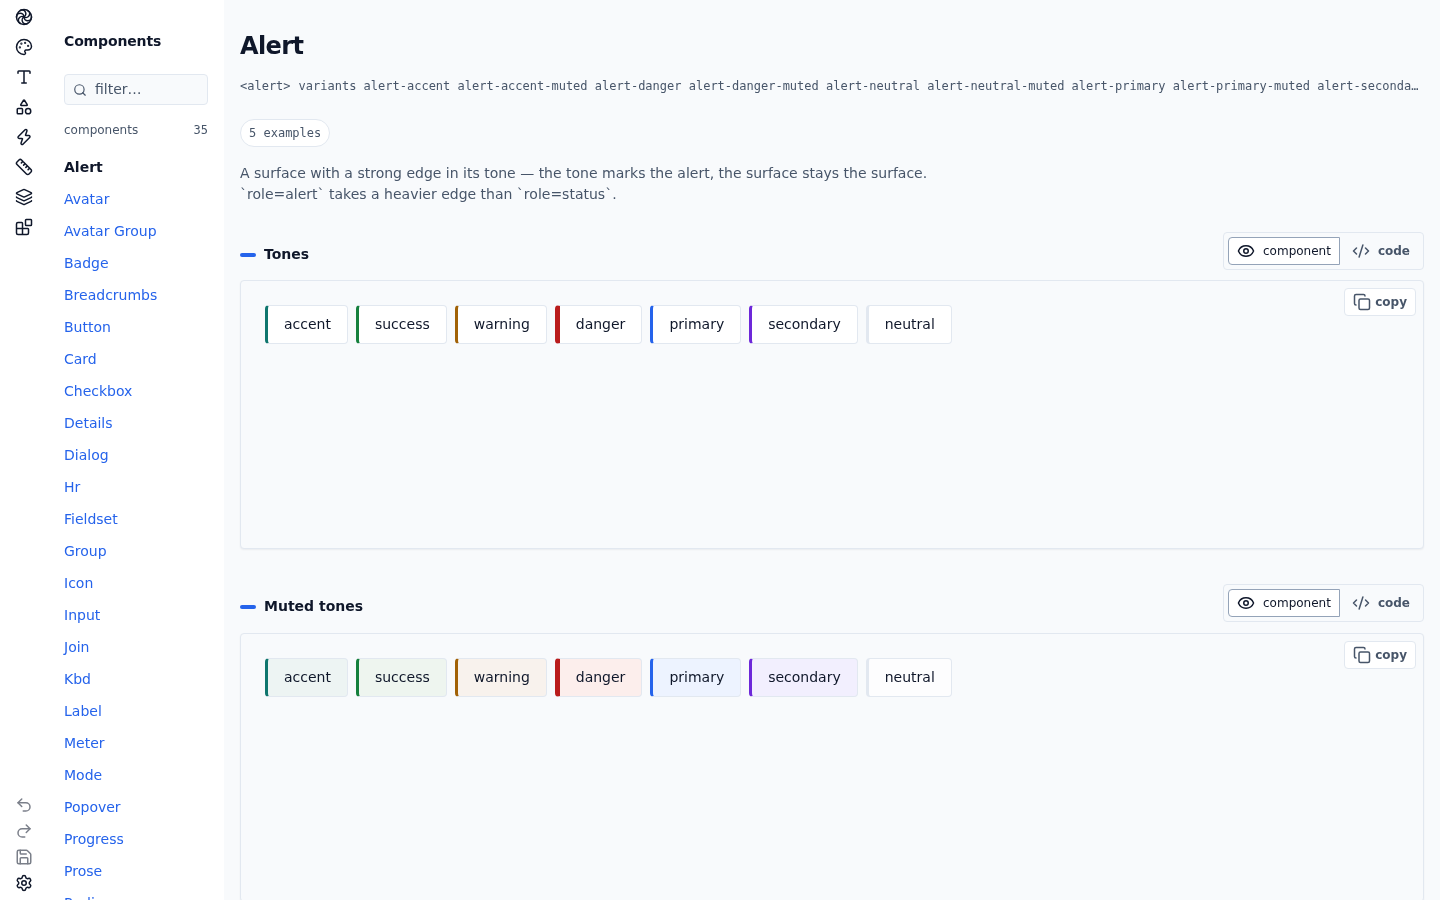 Components
filter…
components 35
Alert
Avatar
Avatar Group
Badge
Breadcrumbs
Button
Card
Checkbox
Details
Dialog
Hr
Fieldset
Group
Icon
Input
Join
Kbd
Label
Meter
Mode
Popover
Progress
Prose
Alert
<alert> variants alert-accent alert-accent-muted alert-danger alert-danger-muted alert-neutral alert-neutral-muted alert-primary alert-primary-muted alert-seconda…
5 examples
A surface with a strong edge in its tone — the tone marks the alert, the surface stays the surface.
`role=alert` takes a heavier edge than `role=status`.
Tones
component code
copy
accent success warning danger primary secondary neutral
Muted tones
component code
copy
accent success warning danger primary secondary neutral